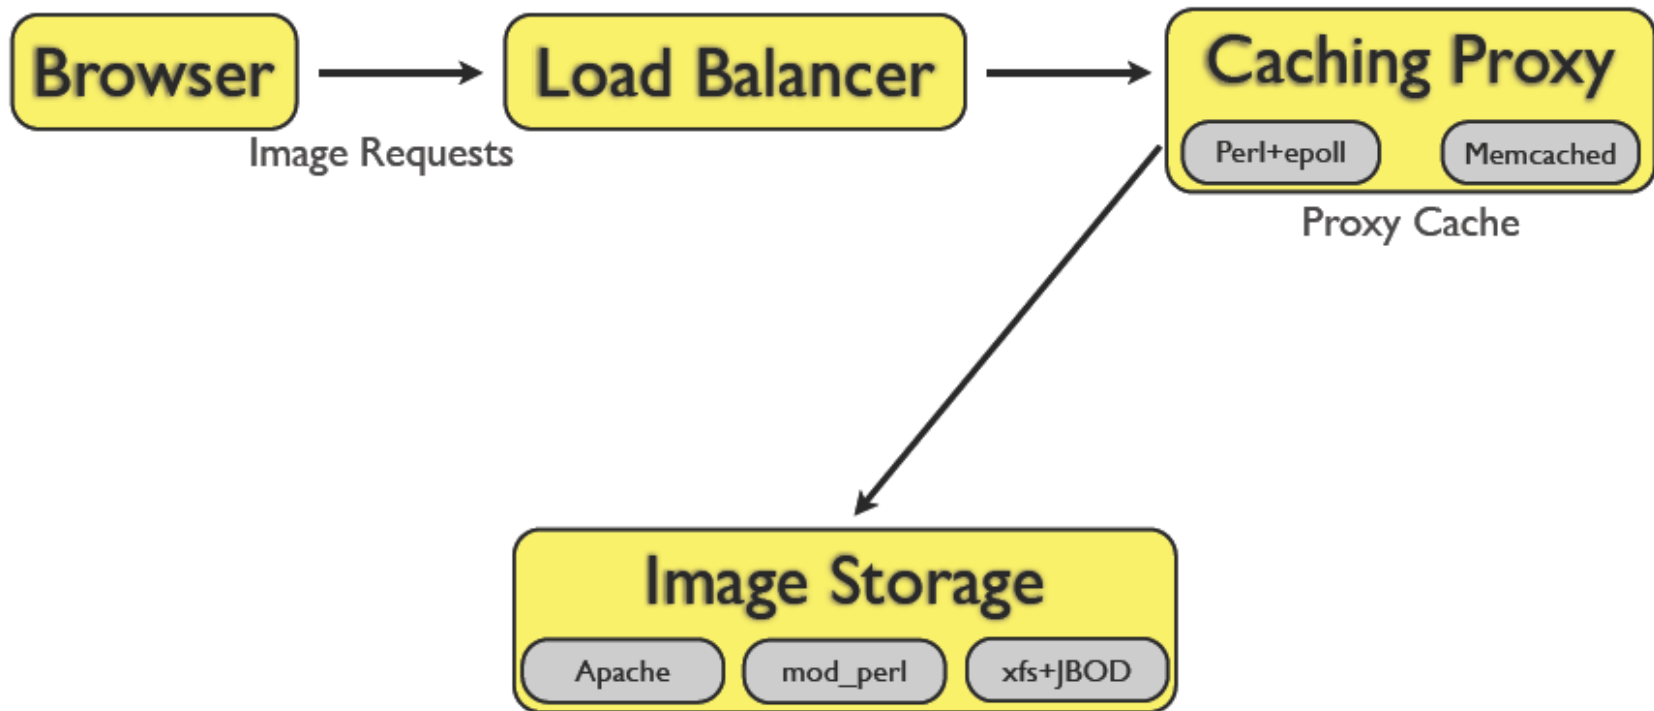 Browser
Load Balancer
Caching Proxy
Image Requests
Perl+epoll
Memcached
Proxy Cache
Image Storage
Apache
mod_perl
xfs+JBOD